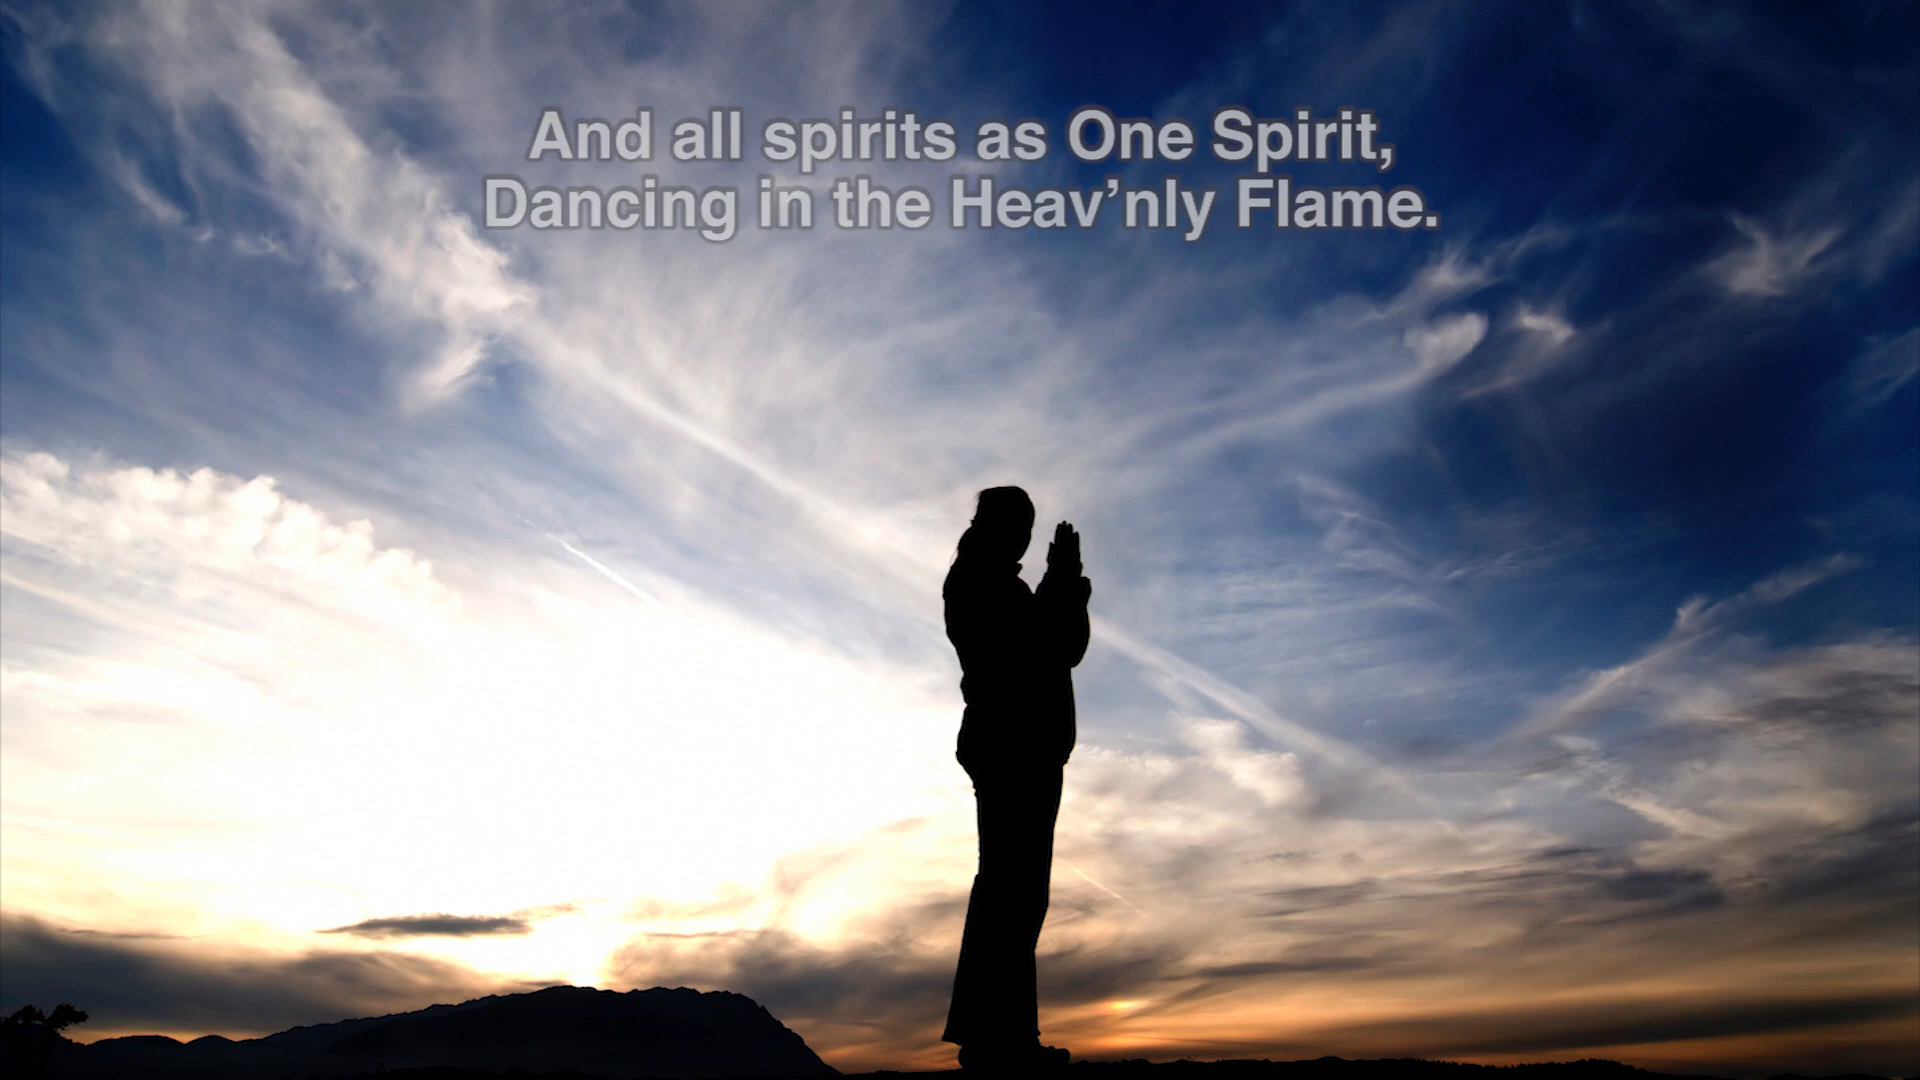 And all spirits as One Spirit,
Dancing in the Heav’nly Flame.